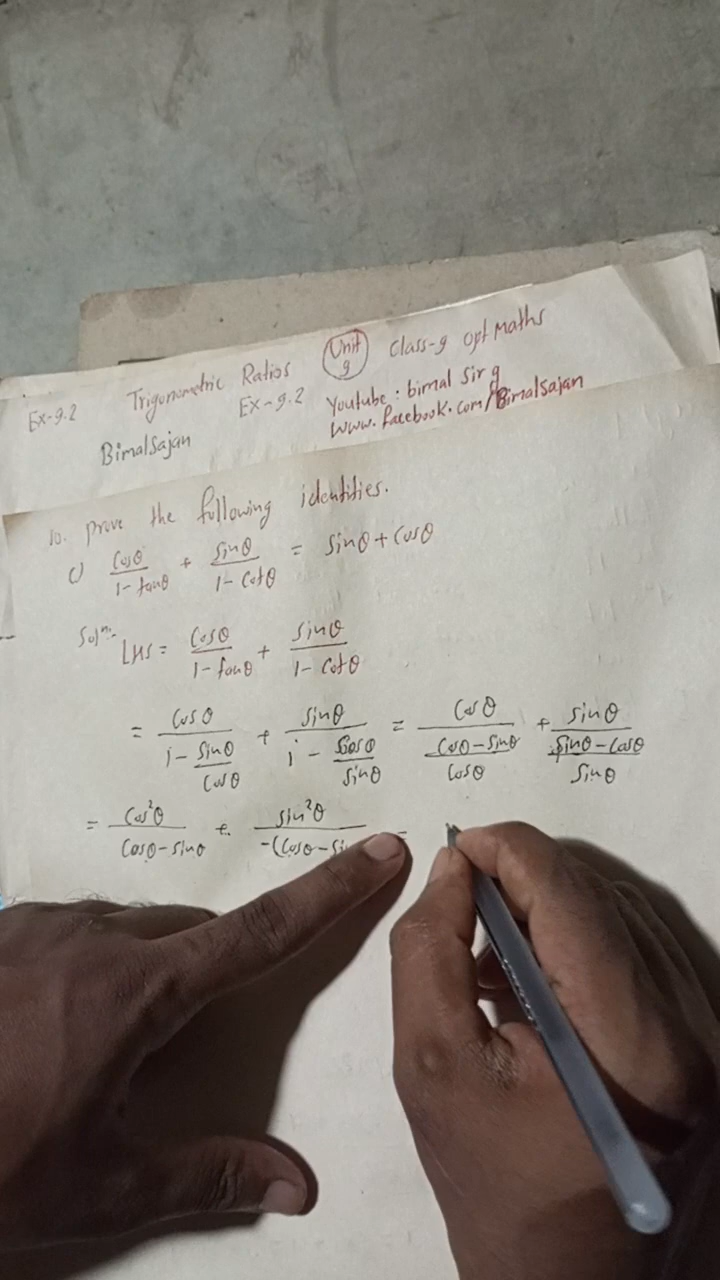 Ex-9.2 Trigonometric Ratios Unit 9 Class-9 opt Maths
BimalSajan Ex-9.2 Youtube: bimal sir g
www.facebook.com/BimalSajan
10. prove the following identities.
c) Cosθ/(1-tanθ) + Sinθ/(1-Cotθ) = Sinθ+Cosθ
Solⁿ:- LHS = Cosθ/(1-tanθ) + Sinθ/(1-Cotθ)
= Cosθ/(1-Sinθ/Cosθ) + Sinθ/(1-Cosθ/Sinθ) = Cosθ/((Cosθ-Sinθ)/Cosθ) + Sinθ/((Sinθ-Cosθ)/Sinθ)
= Cos²θ/(Cosθ-Sinθ) + Sin²θ/-(Cosθ-Si =